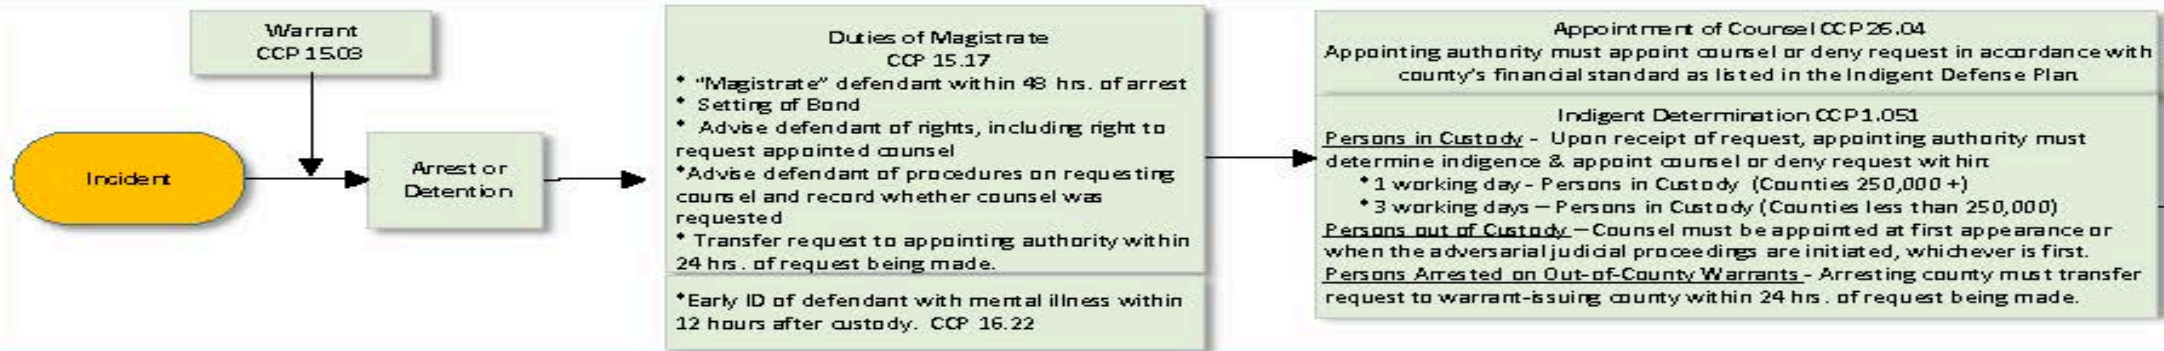 Warrant
CCP 15.03
Incident
Arrest or
Detention
Duties of Magistrate
CCP 15.17
* "Magistrate" defendant within 48 hrs. of arrest
* Setting of Bond
* Advise defendant of rights, including right to
request appointed counsel
*Advise defendant of procedures on requesting
counsel and record whether counsel was
requested
* Transfer request to appointing authority within
24 hrs. of request being made.
*Early ID of defendant with mental illness within
12 hours after custody. CCP 16.22
Appointment of Counsel CCP 26.04
Appointing authority must appoint counsel or deny request in accordance with
county's financial standard as listed in the Indigent Defense Plan.
Indigent Determination CCP 1.051
Persons in Custody - Upon receipt of request, appointing authority must
determine indigence & appoint counsel or deny request within:
*1 working day - Persons in Custody (Counties 250,000 +)
*3 working days – Persons in Custody (Counties less than 250,000)
Persons out of Custody – Counsel must be appointed at first appearance or
when the adversarial judicial proceedings are initiated, whichever is first.
Persons Arrested on Out-of-County Warrants - Arresting county must transfer
request to warrant-issuing county within 24 hrs. of request being made.